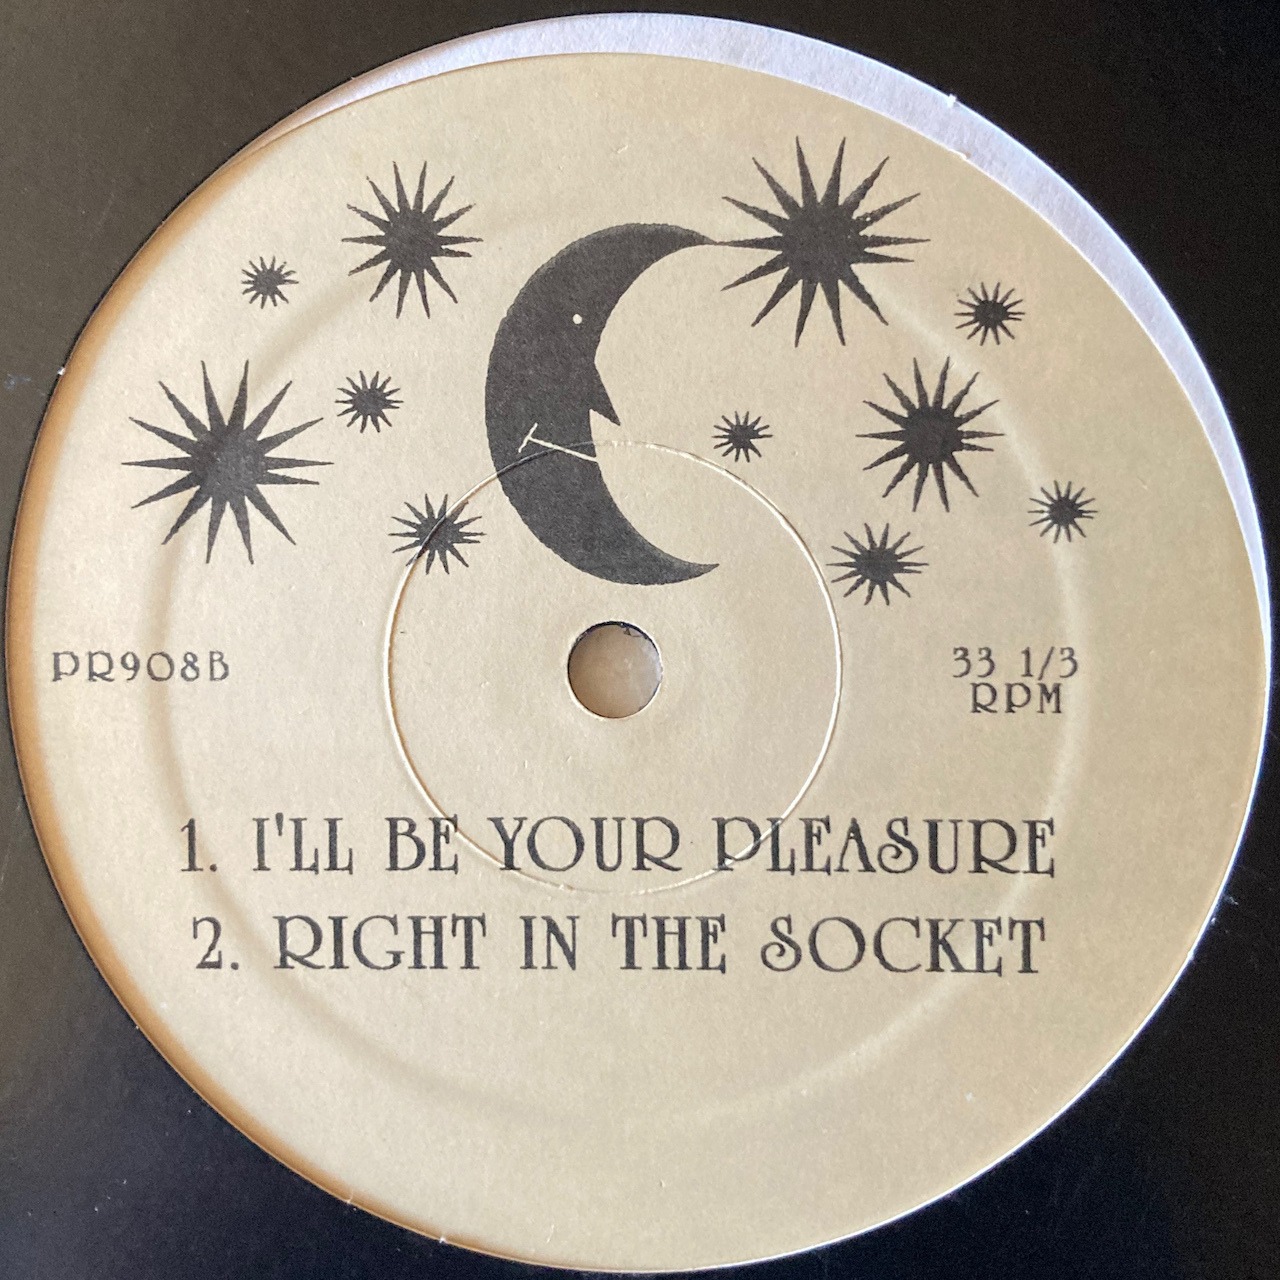 PR908B
33 1/3
RPM
1. I'LL BE YOUR PLEASURE
2. RIGHT IN THE SOCKET